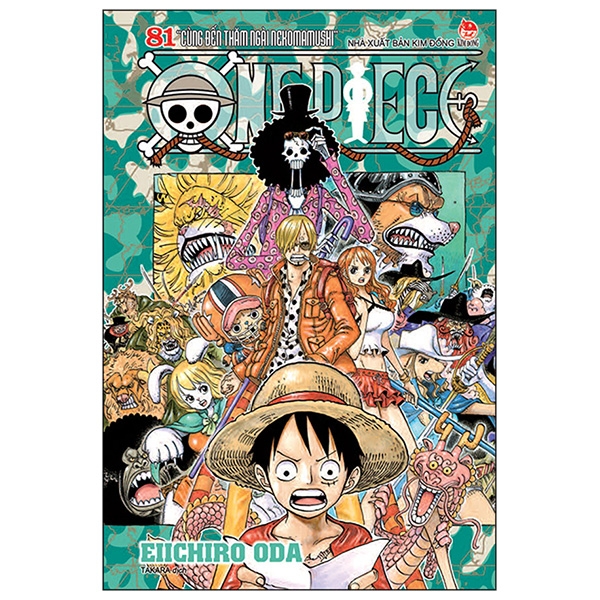 81 "CÙNG ĐẾN THĂM NGÀI NEKOMAMUSHI"
NHÀ XUẤT BẢN KIM ĐỒNG
ONE PIECE
EIICHIRO ODA
TAKARA dịch